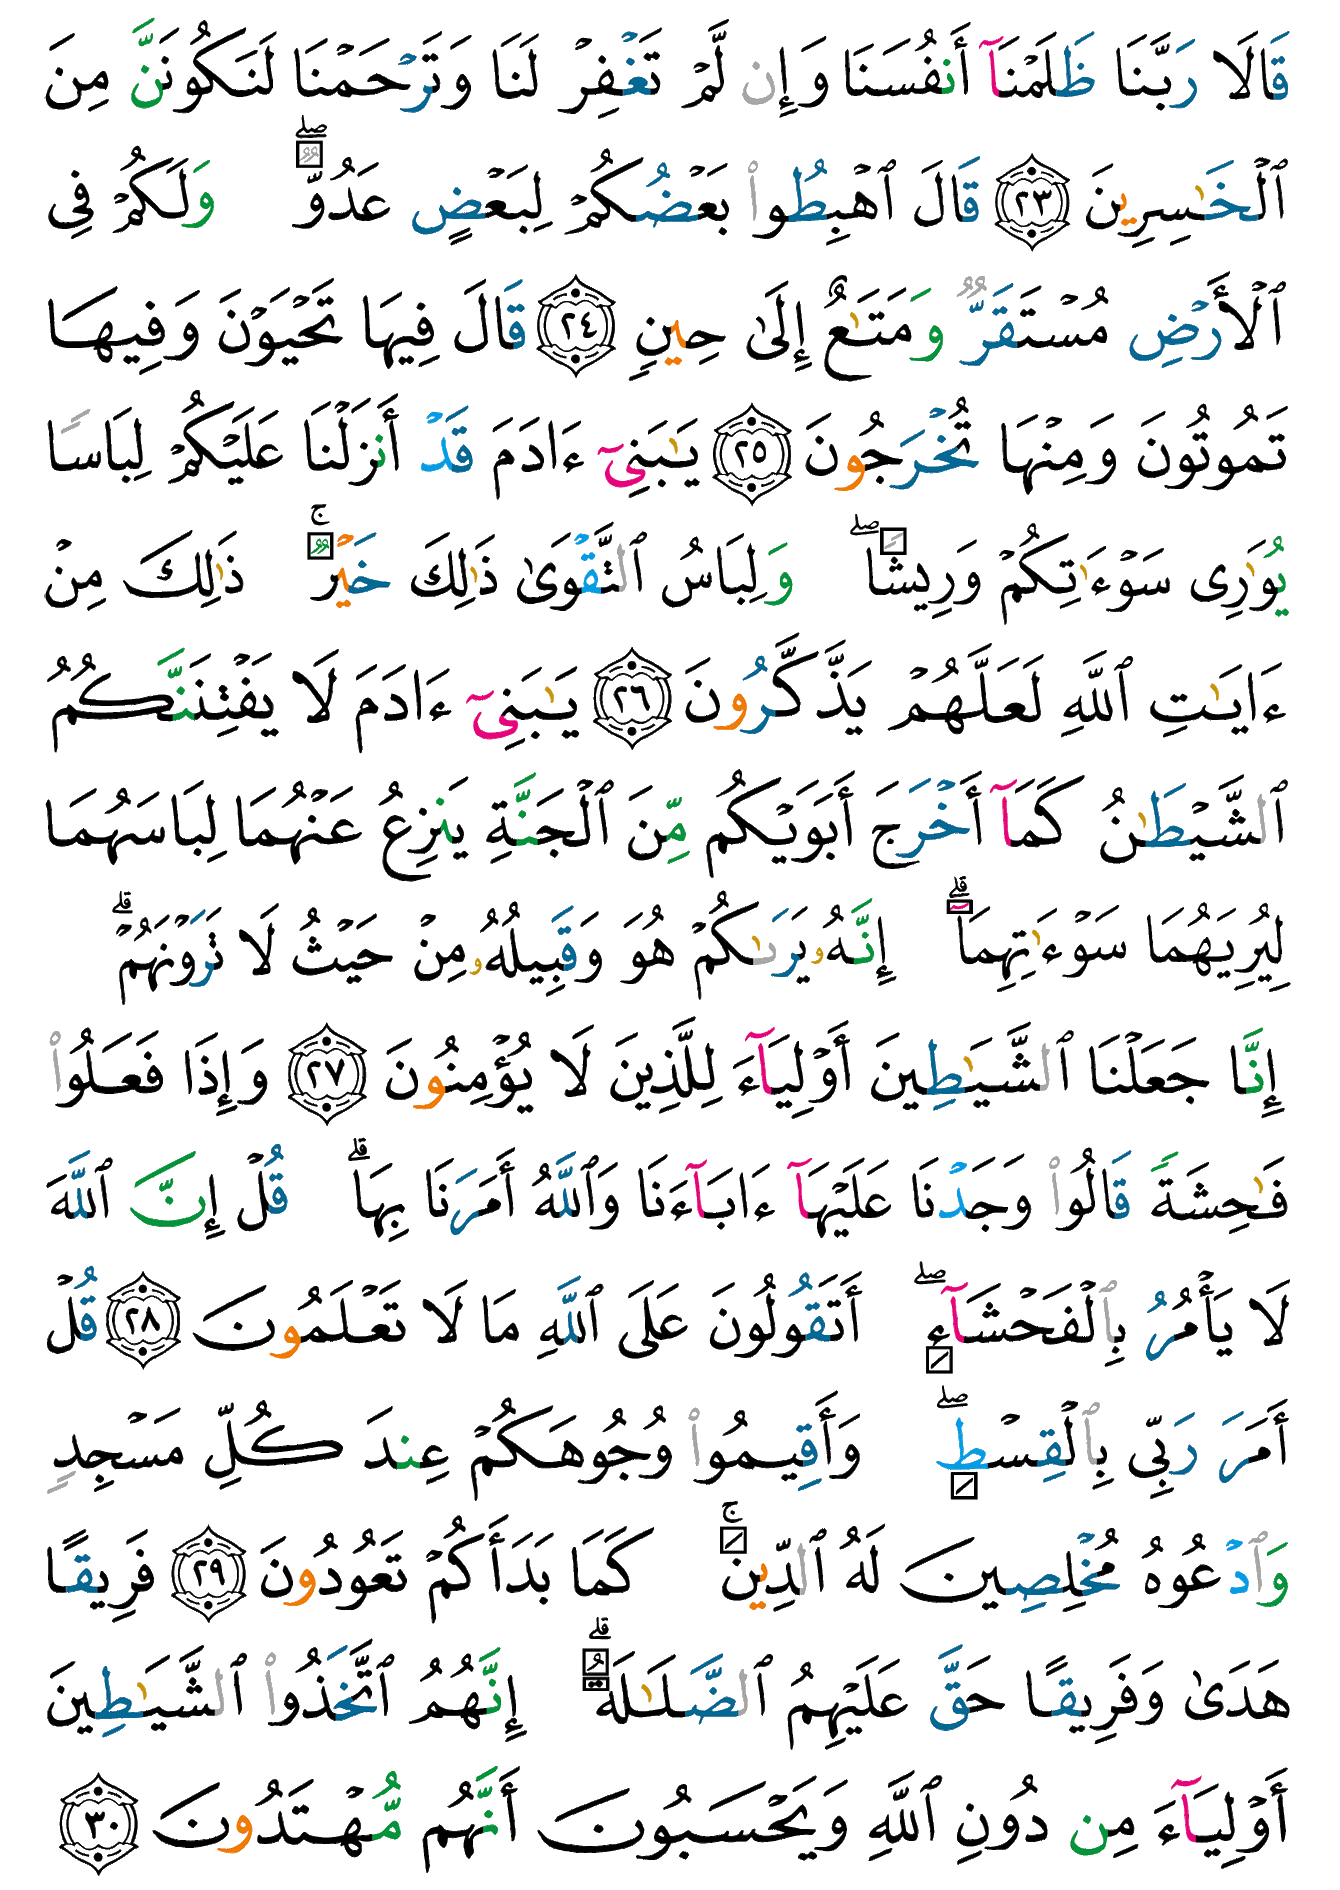 قَالَا رَبَّنَا ظَلَمْنَآ أَنفُسَنَا وَإِن لَّمْ تَغْفِرْ لَنَا وَتَرْحَمْنَا لَنَكُونَنَّ مِنَ
ٱلْخَـٰسِرِينَ ٢٣ قَالَ ٱهْبِطُوا۟ بَعْضُكُمْ لِبَعْضٍ عَدُوٌّ ۖ وَلَكُمْ فِى
ٱلْأَرْضِ مُسْتَقَرٌّ وَمَتَـٰعٌ إِلَىٰ حِينٍ ٢٤ قَالَ فِيهَا تَحْيَوْنَ وَفِيهَا
تَمُوتُونَ وَمِنْهَا تُخْرَجُونَ ٢٥ يَـٰبَنِىٓ ءَادَمَ قَدْ أَنزَلْنَا عَلَيْكُمْ لِبَاسًا
يُوَٰرِى سَوْءَٰتِكُمْ وَرِيشًا ۖ وَلِبَاسُ ٱلتَّقْوَىٰ ذَٰلِكَ خَيْرٌ ۚ ذَٰلِكَ مِنْ
ءَايَـٰتِ ٱللَّهِ لَعَلَّهُمْ يَذَّكَّرُونَ ٢٦ يَـٰبَنِىٓ ءَادَمَ لَا يَفْتِنَنَّكُمُ
ٱلشَّيْطَـٰنُ كَمَآ أَخْرَجَ أَبَوَيْكُم مِّنَ ٱلْجَنَّةِ يَنزِعُ عَنْهُمَا لِبَاسَهُمَا
لِيُرِيَهُمَا سَوْءَٰتِهِمَآ ۗ إِنَّهُۥ يَرَىٰكُمْ هُوَ وَقَبِيلُهُۥ مِنْ حَيْثُ لَا تَرَوْنَهُمْ ۗ
إِنَّا جَعَلْنَا ٱلشَّيَـٰطِينَ أَوْلِيَآءَ لِلَّذِينَ لَا يُؤْمِنُونَ ٢٧ وَإِذَا فَعَلُوا۟
فَـٰحِشَةً قَالُوا۟ وَجَدْنَا عَلَيْهَآ ءَابَآءَنَا وَٱللَّهُ أَمَرَنَا بِهَا ۗ قُلْ إِنَّ ٱللَّهَ
لَا يَأْمُرُ بِٱلْفَحْشَآءِ ۖ أَتَقُولُونَ عَلَى ٱللَّهِ مَا لَا تَعْلَمُونَ ٢٨ قُلْ
أَمَرَ رَبِّى بِٱلْقِسْطِ ۖ وَأَقِيمُوا۟ وُجُوهَكُمْ عِندَ كُلِّ مَسْجِدٍ
وَٱدْعُوهُ مُخْلِصِينَ لَهُ ٱلدِّينَ ۚ كَمَا بَدَأَكُمْ تَعُودُونَ ٢٩ فَرِيقًا
هَدَىٰ وَفَرِيقًا حَقَّ عَلَيْهِمُ ٱلضَّلَـٰلَةُ ۗ إِنَّهُمُ ٱتَّخَذُوا۟ ٱلشَّيَـٰطِينَ
أَوْلِيَآءَ مِن دُونِ ٱللَّهِ وَيَحْسَبُونَ أَنَّهُم مُّهْتَدُونَ ٣٠